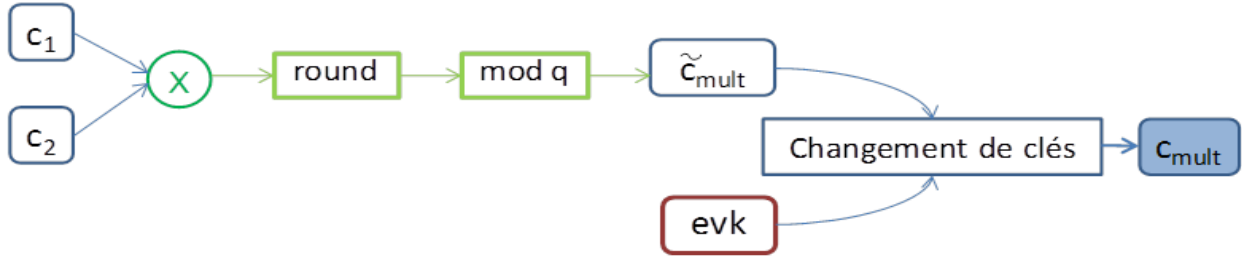 c₁
c₂
X
round
mod q
c̃ₘᵤₗₜ
Changement de clés
evk
cₘᵤₗₜ